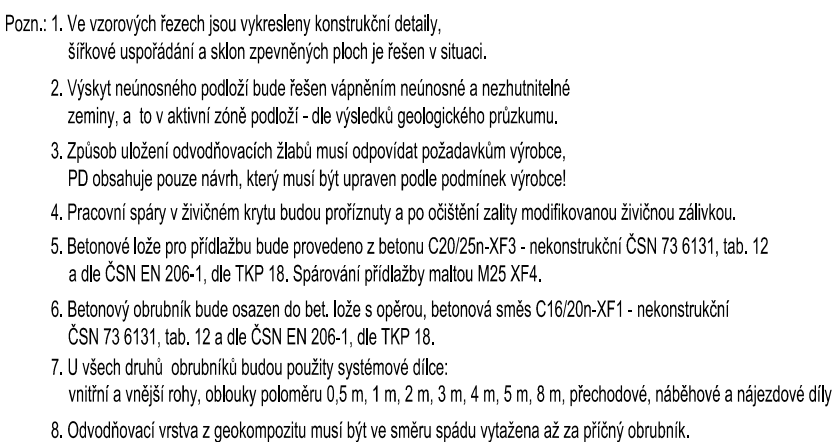 Pozn.: 1. Ve vzorových řezech jsou vykresleny konstrukční detaily,
šířkové uspořádání a sklon zpevněných ploch je řešen v situaci.
2. Výskyt neúnosného podloží bude řešen vápněním neúnosné a nezhutnitelné
zeminy, a to v aktivní zóně podloží - dle výsledků geologického průzkumu.
3. Způsob uložení odvodňovacích žlabů musí odpovídat požadavkům výrobce,
PD obsahuje pouze návrh, který musí být upraven podle podmínek výrobce!
4. Pracovní spáry v živičném krytu budou proříznuty a po očištění zality modifikovanou živičnou zálivkou.
5. Betonové lože pro přídlažbu bude provedeno z betonu C20/25n-XF3 - nekonstrukční ČSN 73 6131, tab. 12
a dle ČSN EN 206-1, dle TKP 18. Spárování přídlažby maltou M25 XF4.
6. Betonový obrubník bude osazen do bet. lože s opěrou, betonová směs C16/20n-XF1 - nekonstrukční
ČSN 73 6131, tab. 12 a dle ČSN EN 206-1, dle TKP 18.
7. U všech druhů obrubníků budou použity systémové dílce:
vnitřní a vnější rohy, oblouky poloměru 0,5 m, 1 m, 2 m, 3 m, 4 m, 5 m, 8 m, přechodové, náběhové a nájezdové díly
8. Odvodňovací vrstva z geokompozitu musí být ve směru spádu vytažena až za příčný obrubník.